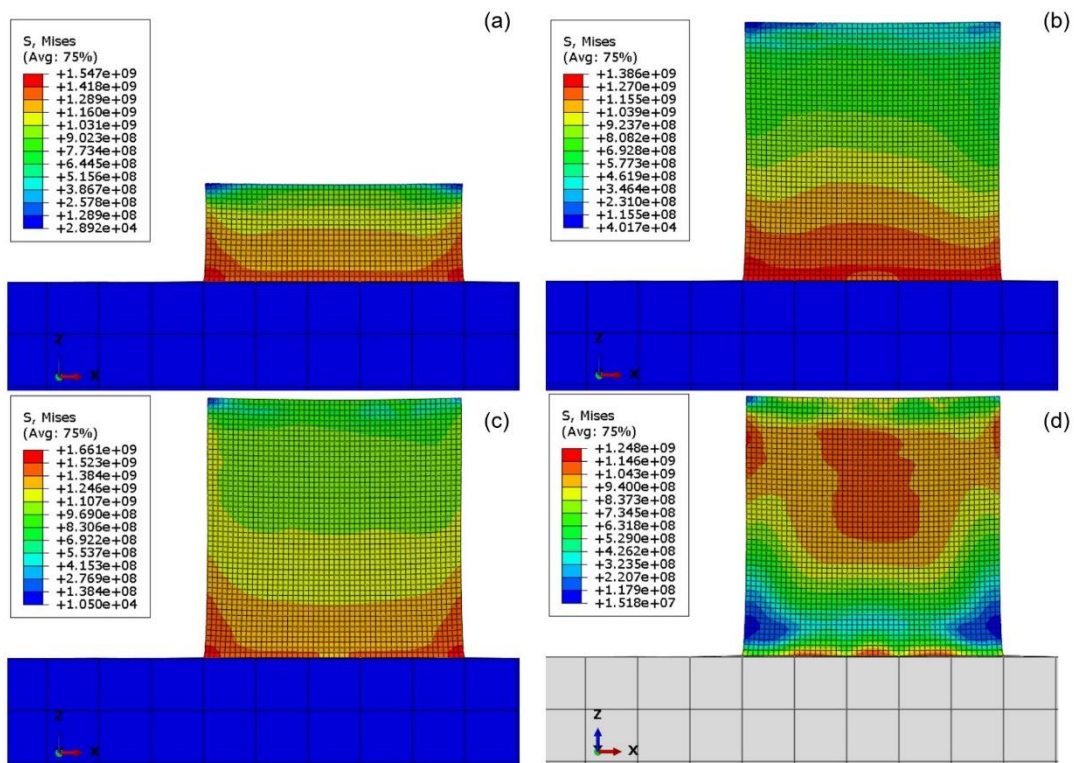 (a)
S, Mises
(Avg: 75%)
+1.547e+09
+1.418e+09
+1.289e+09
+1.160e+09
+1.031e+09
+9.023e+08
+7.734e+08
+6.445e+08
+5.156e+08
+3.867e+08
+2.578e+08
+1.289e+08
+2.892e+04
Z
X
(b)
S, Mises
(Avg: 75%)
+1.386e+09
+1.270e+09
+1.155e+09
+1.039e+09
+9.237e+08
+8.082e+08
+6.928e+08
+5.773e+08
+4.619e+08
+3.464e+08
+2.310e+08
+1.155e+08
+4.017e+04
Z
X
(c)
S, Mises
(Avg: 75%)
+1.661e+09
+1.523e+09
+1.384e+09
+1.246e+09
+1.107e+09
+9.690e+08
+8.306e+08
+6.922e+08
+5.537e+08
+4.153e+08
+2.769e+08
+1.384e+08
+1.050e+04
Z
X
(d)
S, Mises
(Avg: 75%)
+1.248e+09
+1.146e+09
+1.043e+09
+9.400e+08
+8.373e+08
+7.345e+08
+6.318e+08
+5.290e+08
+4.262e+08
+3.235e+08
+2.207e+08
+1.179e+08
+1.518e+07
Z
X